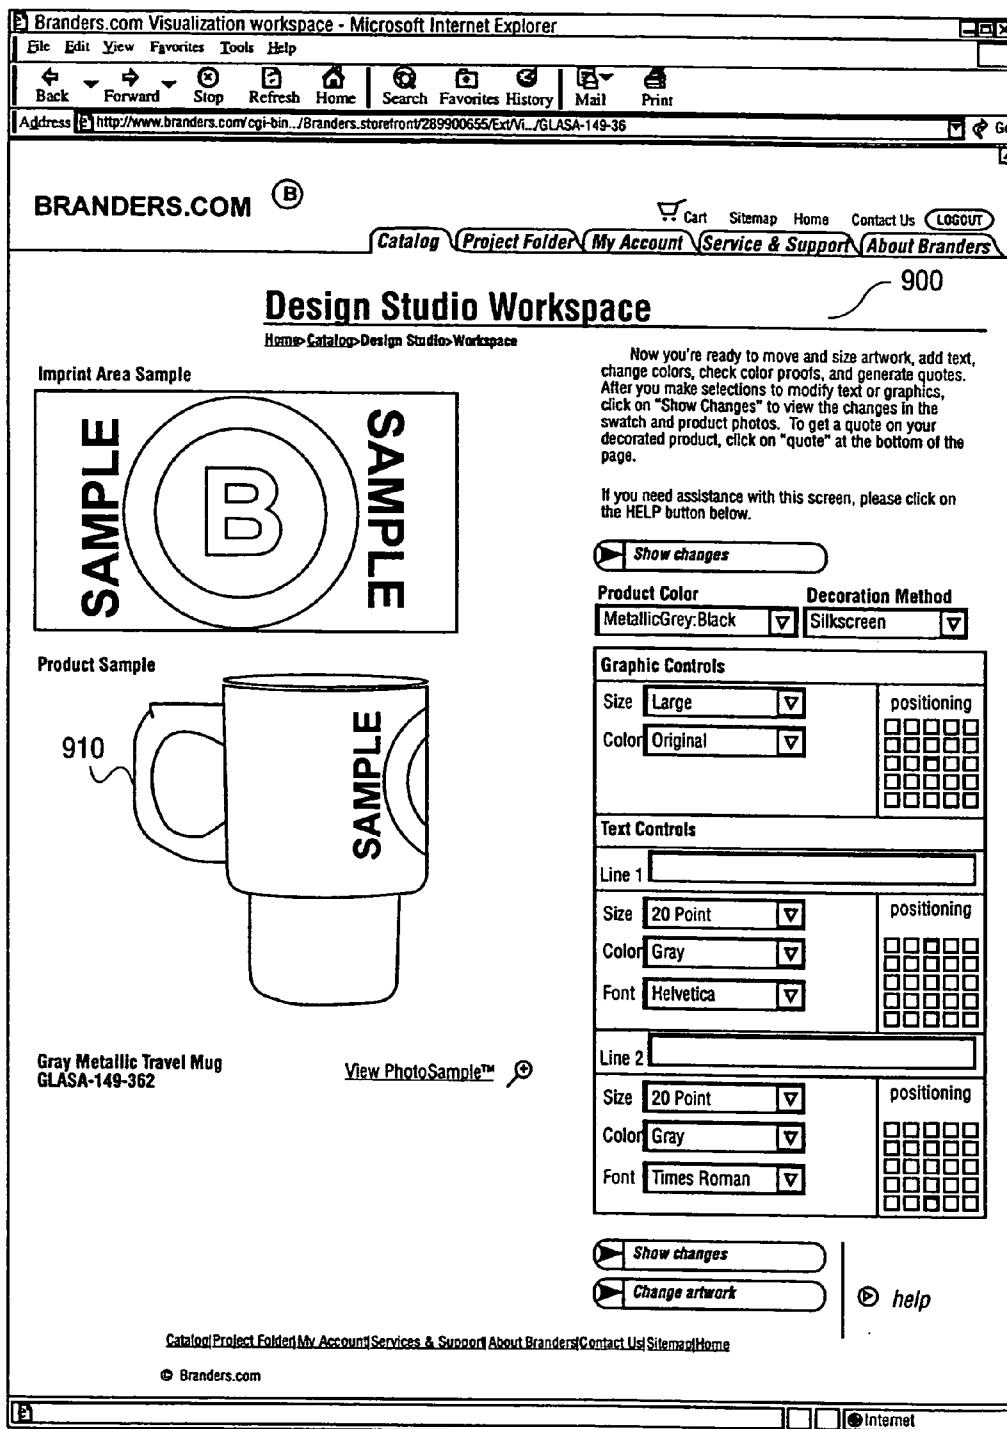 Branders.com Visualization workspace - Microsoft Internet Explorer
File Edit View Favorites Tools Help
Back Forward Stop Refresh Home Search Favorites History Mail Print
Address http://www.branders.com/cgi-bin.../Branders.storefront/289900655/Ext/Vi.../GLASA-149-36
BRANDERS.COM B
Cart Sitemap Home Contact Us LOGOUT
Catalog Project Folder My Account Service & Support About Branders
900
Design Studio Workspace
Home>Catalog>Design Studio>Workspace
Now you're ready to move and size artwork, add text,
change colors, check color proofs, and generate quotes.
After you make selections to modify text or graphics,
click on "Show Changes" to view the changes in the
swatch and product photos. To get a quote on your
decorated product, click on "quote" at the bottom of the
page.
If you need assistance with this screen, please click on
the HELP button below.
Imprint Area Sample
SAMPLE
B
SAMPLE
Show changes
Product Color Decoration Method
MetallicGrey:Black Silkscreen
Product Sample
910
SAMPLE
Graphic Controls
Size Large positioning
Color Original
Text Controls
Line 1
Size 20 Point positioning
Color Gray
Font Helvetica
Line 2
Size 20 Point positioning
Color Gray
Font Times Roman
Gray Metallic Travel Mug
GLASA-149-362
View PhotoSample™
Show changes
Change artwork
help
Catalog|Project Folder|My Account|Services & Support|About Branders|Contact Us|Sitemap|Home
© Branders.com
Internet